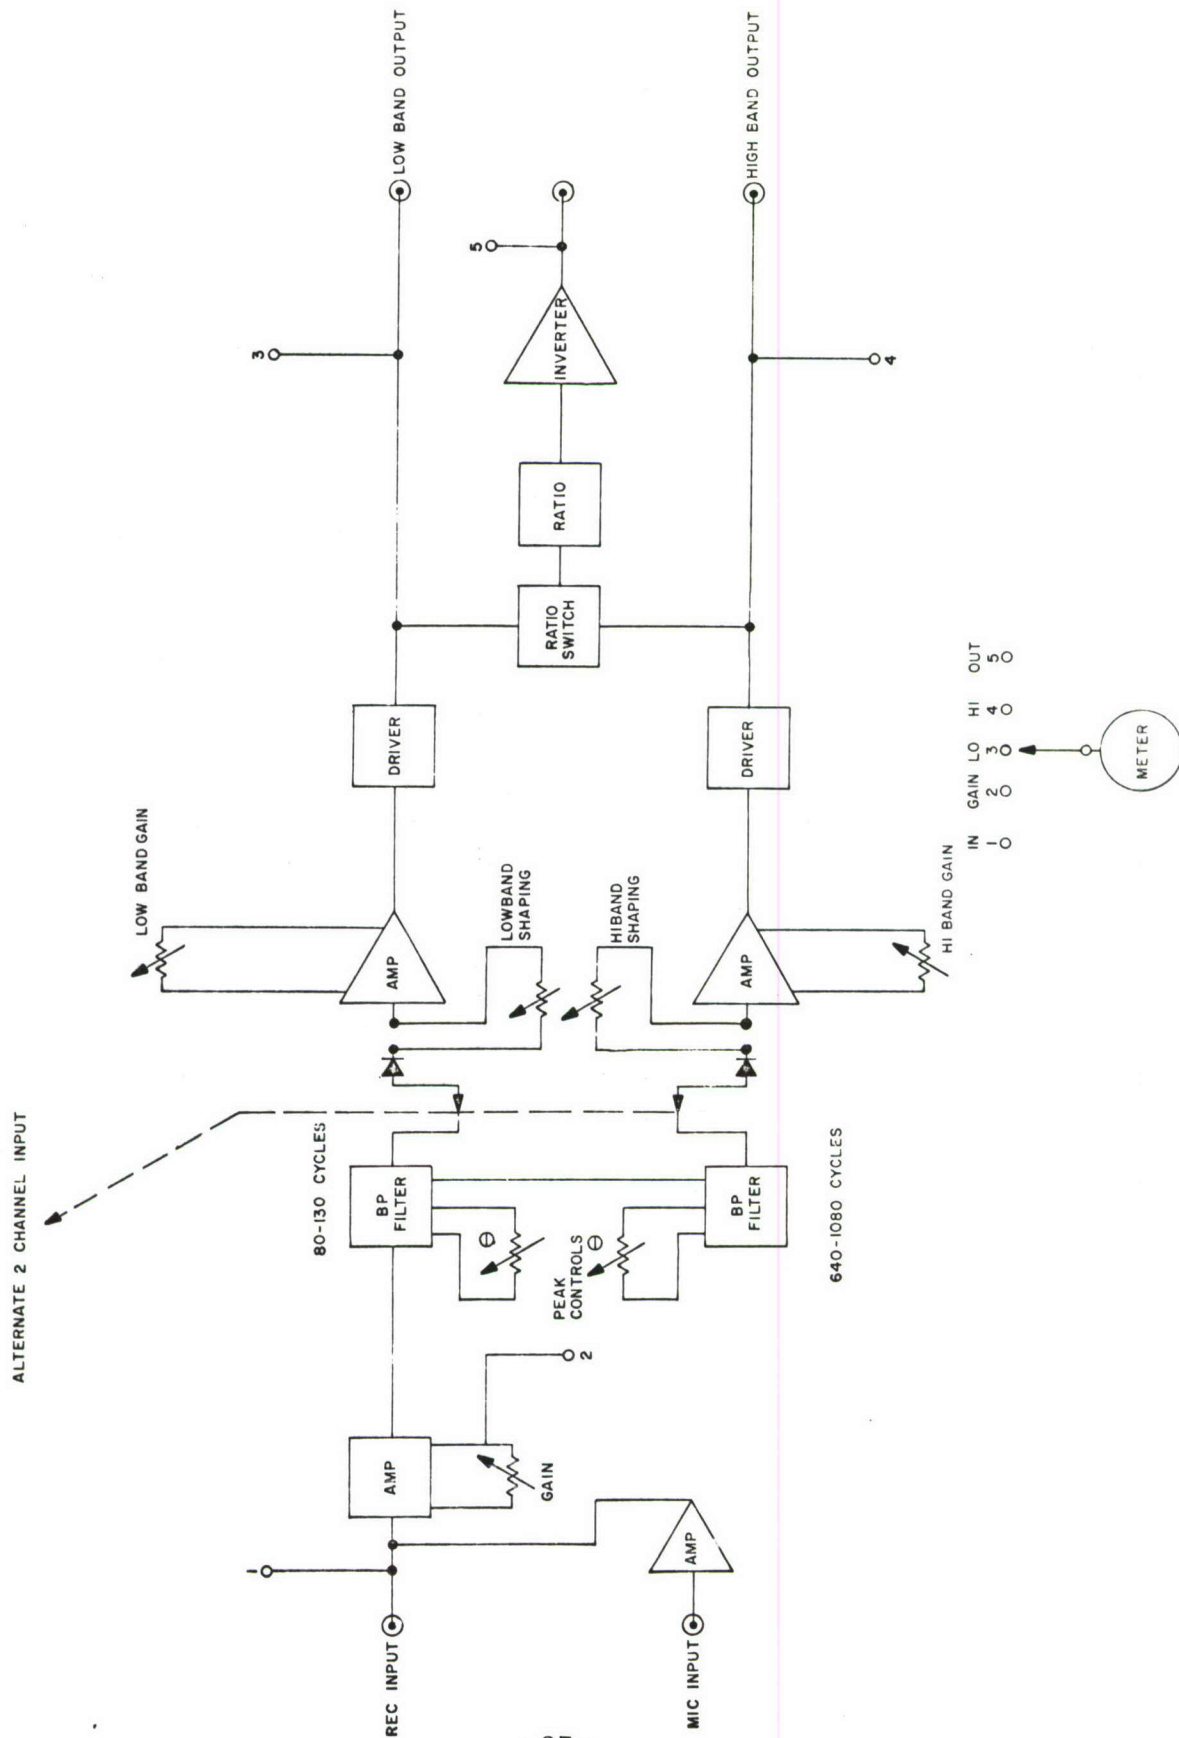 ALTERNATE 2 CHANNEL INPUT
LOW BAND GAIN
3
LOW BAND OUTPUT
1
REC INPUT
AMP
GAIN
2
80-130 CYCLES
BP
FILTER
AMP
DRIVER
LOWBAND
SHAPING
θ
PEAK
CONTROLS
θ
HIBAND
SHAPING
RATIO
SWITCH
RATIO
INVERTER
5
MIC INPUT
AMP
BP
FILTER
640-1080 CYCLES
AMP
DRIVER
HIGH BAND OUTPUT
4
HI BAND GAIN
IN GAIN LO HI OUT
1 2 3 4 5
METER